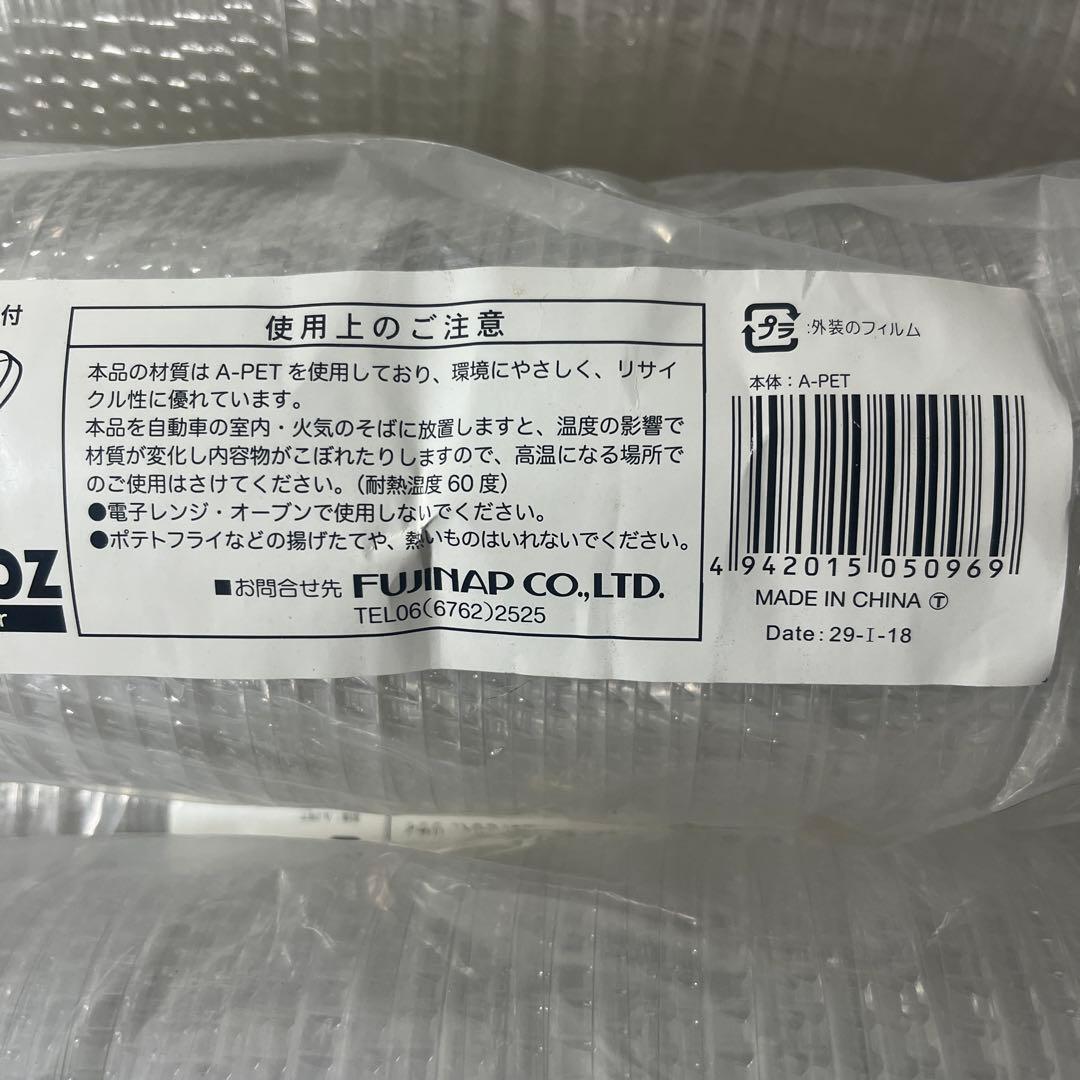 付
使用上のご注意
本品の材質は A-PET を使用しており、環境にやさしく、リサイ
クル性に優れています。
本品を自動車の室内・火気のそばに放置しますと、温度の影響で
材質が変化し内容物がこぼれたりしますので、高温になる場所で
のご使用はさけてください。（耐熱温度 60 度）
●電子レンジ・オーブンで使用しないでください。
●ポテトフライなどの揚げたてや、熱いものはいれないでください。
■お問合せ先 FUJINAP CO.,LTD.
TEL06(6762)2525
oz
r
プラ :外装のフィルム
本体：A-PET
4 942015 050969
MADE IN CHINA Ⓣ
Date: 29-I-18